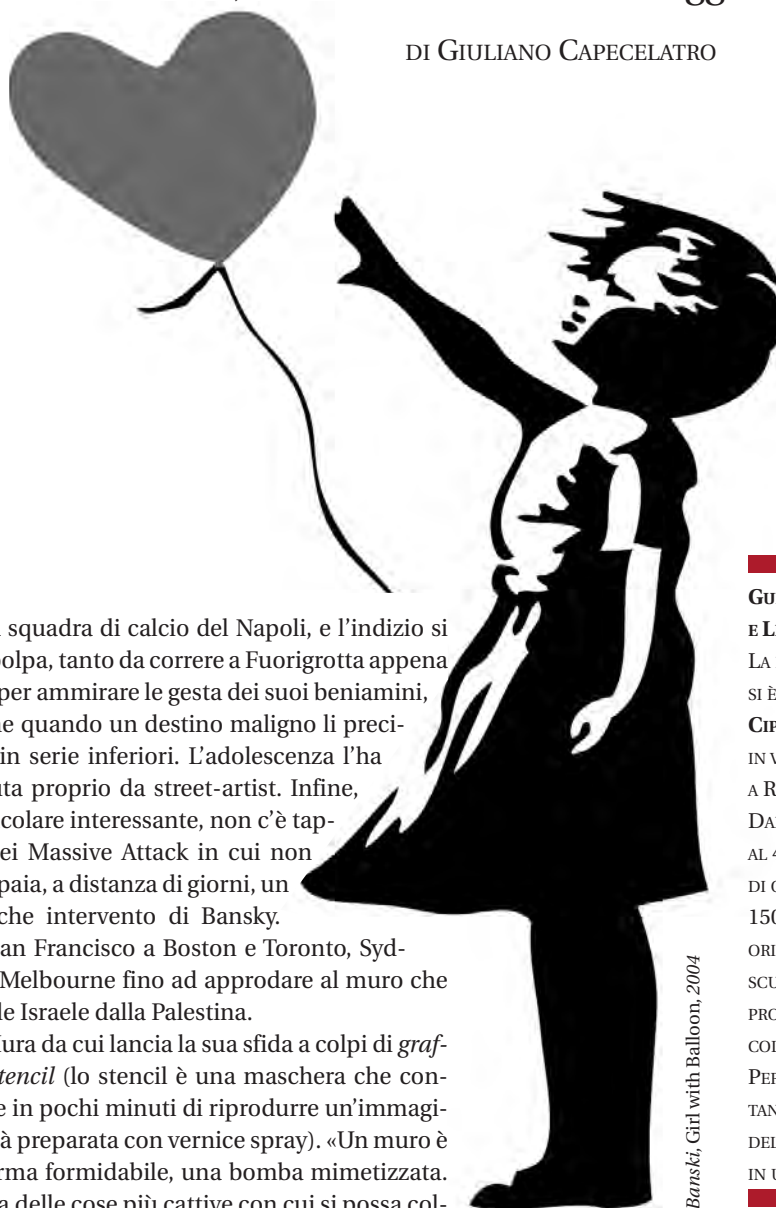 DI GIULIANO CAPECELATRO
squadra di calcio del Napoli, e l'indizio si
olpa, tanto da correre a Fuorigrotta appena
per ammirare le gesta dei suoi beniamini,
e quando un destino maligno li preci-
in serie inferiori. L'adolescenza l'ha
ta proprio da street-artist. Infine,
colare interessante, non c'è tap-
ei Massive Attack in cui non
paia, a distanza di giorni, un
che intervento di Bansky.
an Francisco a Boston e Toronto, Syd-
Melbourne fino ad approdare al muro che
le Israele dalla Palestina.
ura da cui lancia la sua sfida a colpi di graf-
tencil (lo stencil è una maschera che con-
e in pochi minuti di riprodurre un'immagi-
à preparata con vernice spray). «Un muro è
rma formidabile, una bomba mimetizzata.
a delle cose più cattive con cui si possa col-
Banski, Girl with Balloon, 2004
GU
E L
LA
SI È
CIP
IN V
A R
DA
AL 4
DI C
150
ORI
SCU
PRO
COL
PER
TAN
DEL
IN U